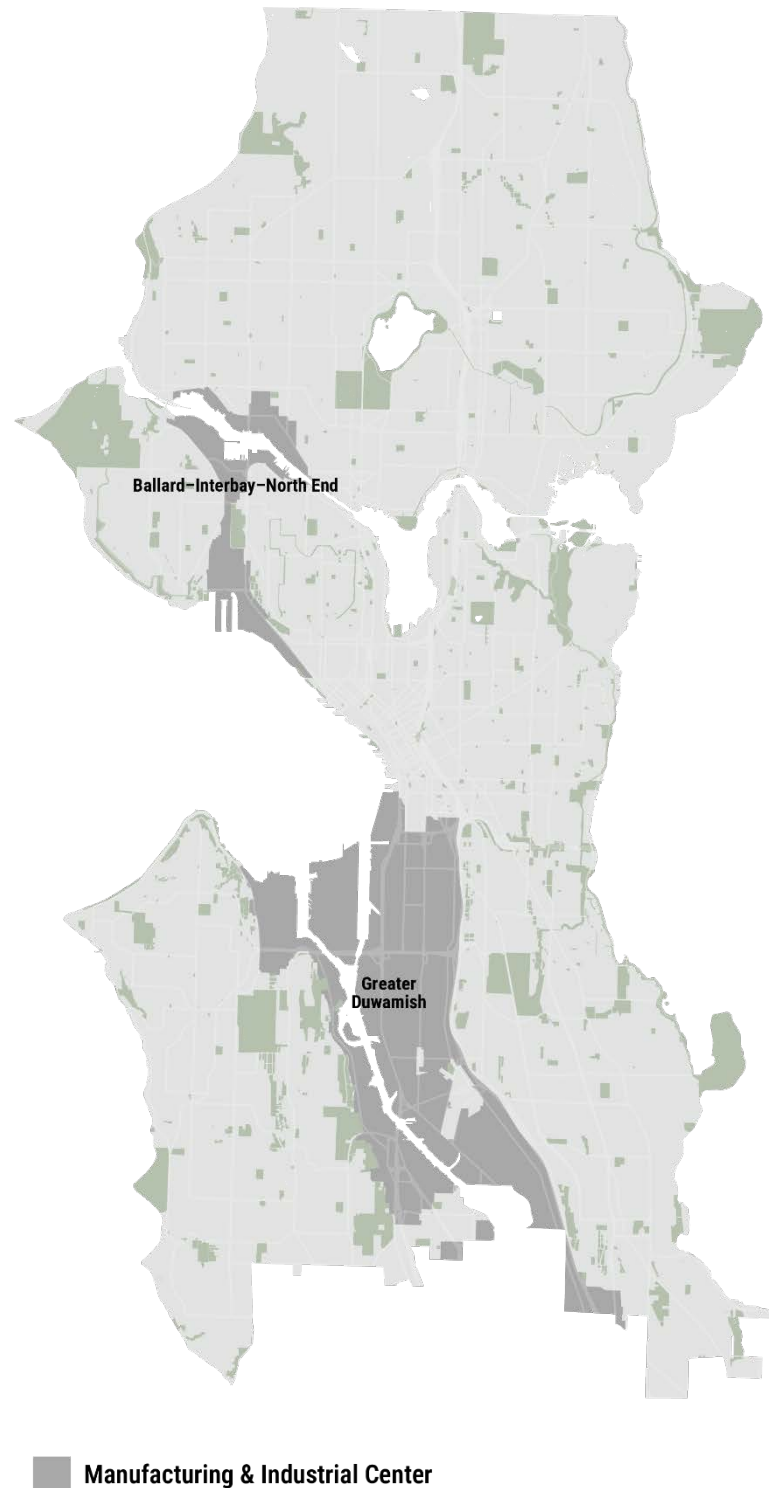 Ballard–Interbay–North End
Greater
Duwamish
Manufacturing & Industrial Center